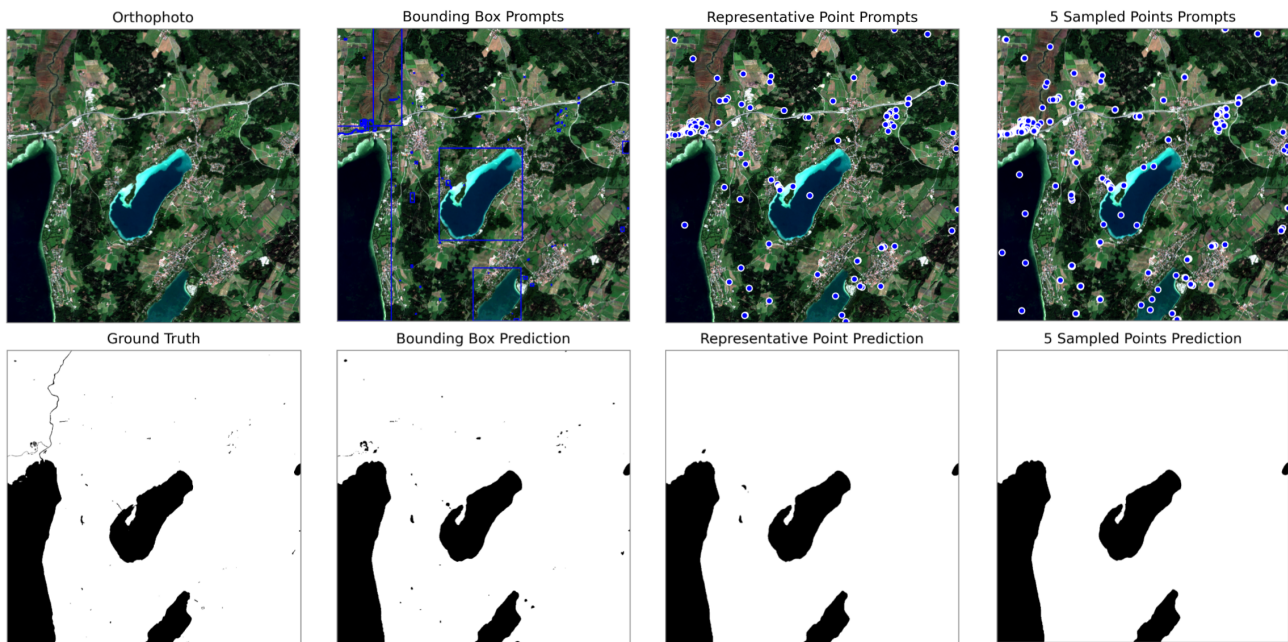 Orthophoto
Bounding Box Prompts
Representative Point Prompts
5 Sampled Points Prompts
Ground Truth
Bounding Box Prediction
Representative Point Prediction
5 Sampled Points Prediction